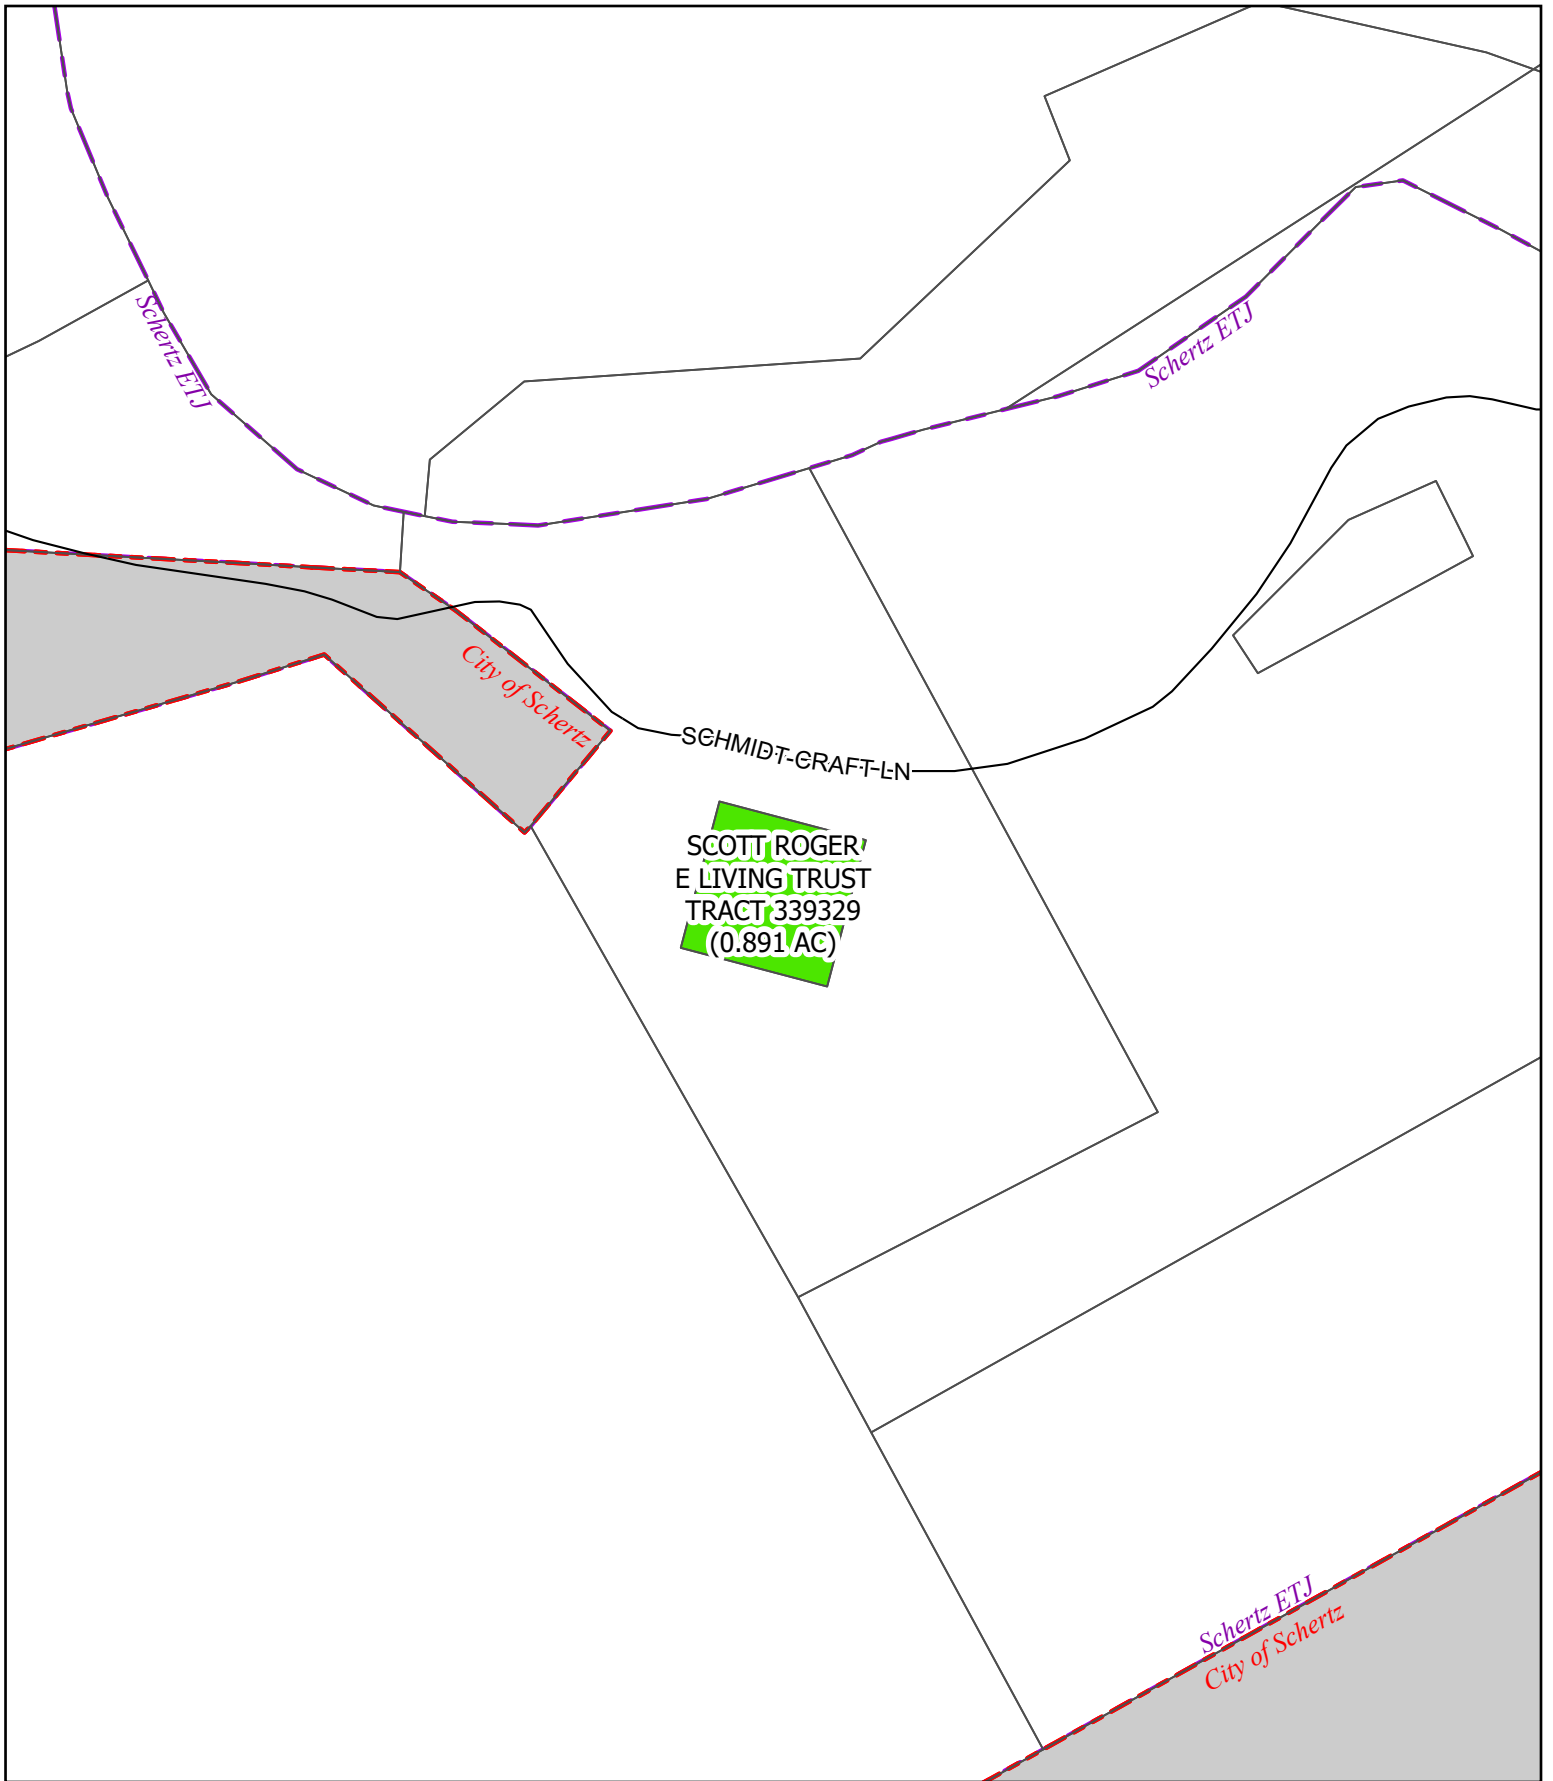 Schertz ETJ
Schertz ETJ
City of Schertz
SCHMIDT-CRAFT-LN
SCOTT ROGER
E LIVING TRUST
TRACT 339329
(0.891 AC)
Schertz ETJ
City of Schertz